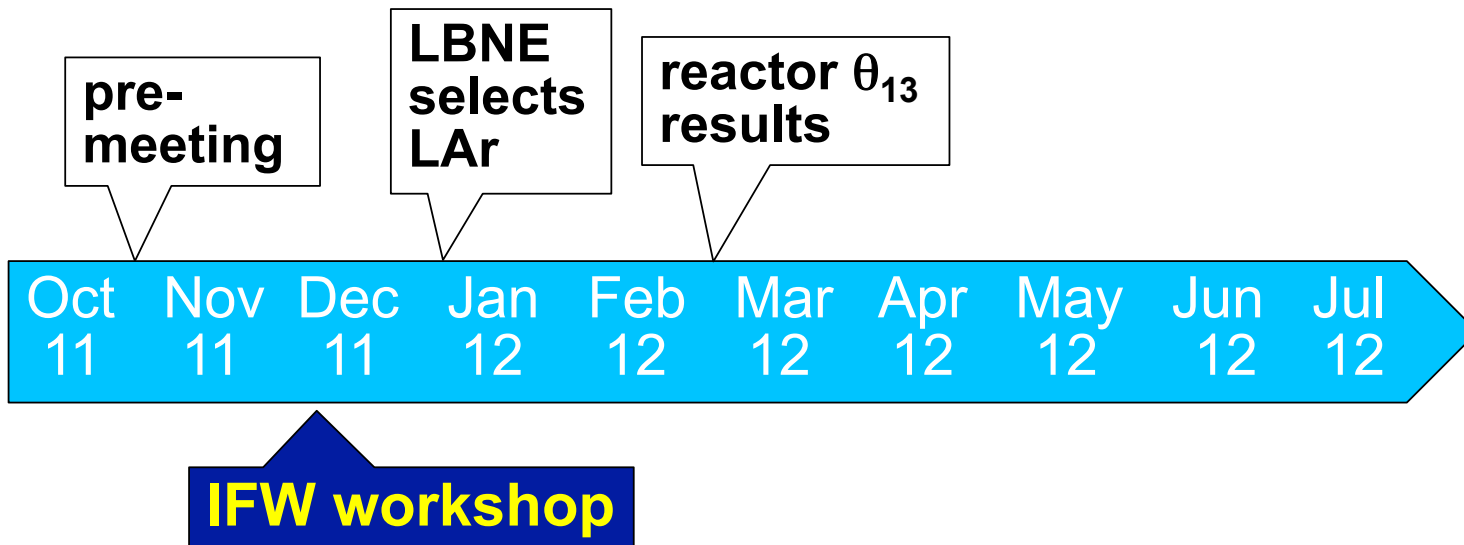 pre-
meeting
LBNE
selects
LAr
reactor θ₁₃
results
Oct Nov Dec Jan Feb Mar Apr May Jun Jul
11 11 11 12 12 12 12 12 12 12
IFW workshop